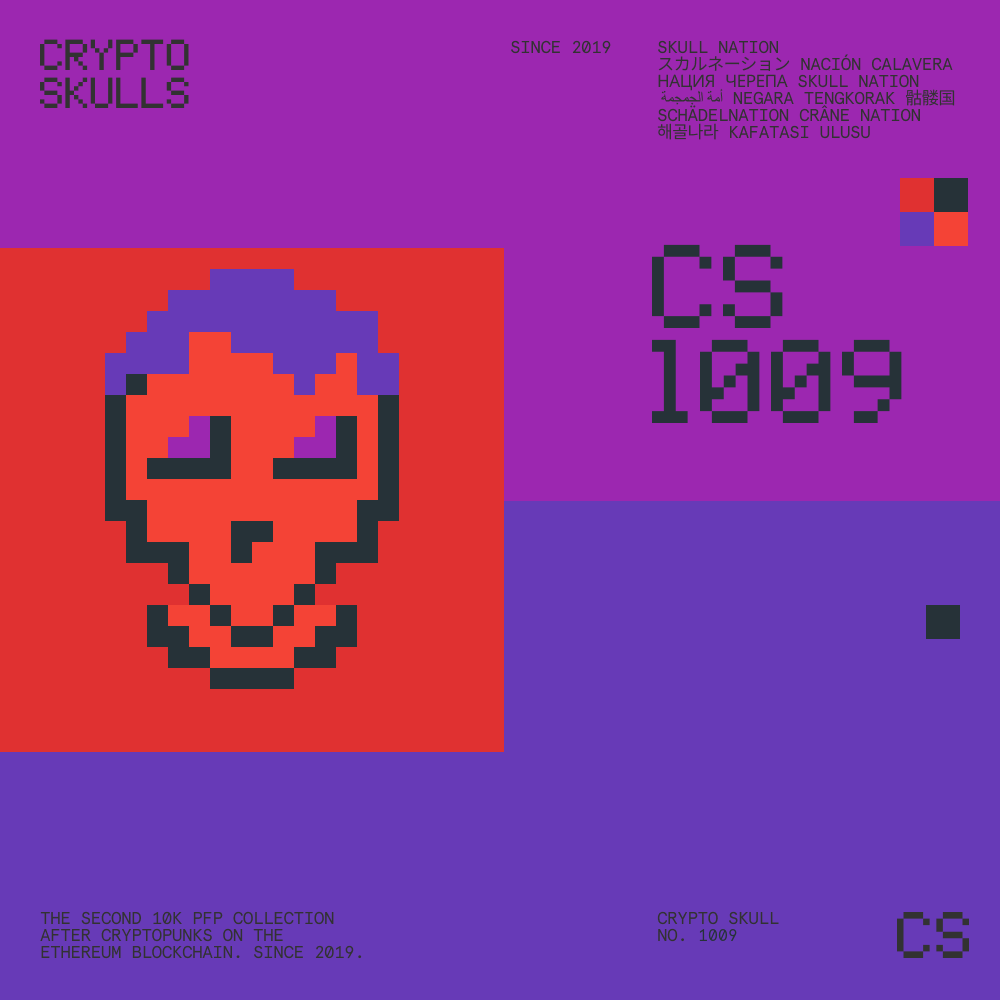 CRYPTO
SKULLS
SINCE 2019
SKULL NATION
スカルネーション NACIÓN CALAVERA
НАЦИЯ ЧЕРЕПА SKULL NATION
أمة الجمجمة NEGARA TENGKORAK 骷髅国
SCHÄDELNATION CRÂNE NATION
해골나라 KAFATASI ULUSU
CS
1009
THE SECOND 10K PFP COLLECTION
AFTER CRYPTOPUNKS ON THE
ETHEREUM BLOCKCHAIN. SINCE 2019.
CRYPTO SKULL
NO. 1009
CS